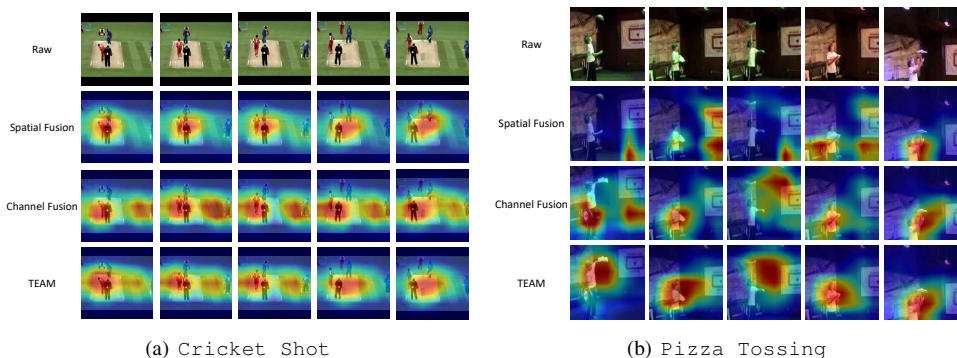 Raw
Spatial Fusion
Channel Fusion
TEAM
(a) Cricket Shot
Raw
Spatial Fusion
Channel Fusion
TEAM
(b) Pizza Tossing